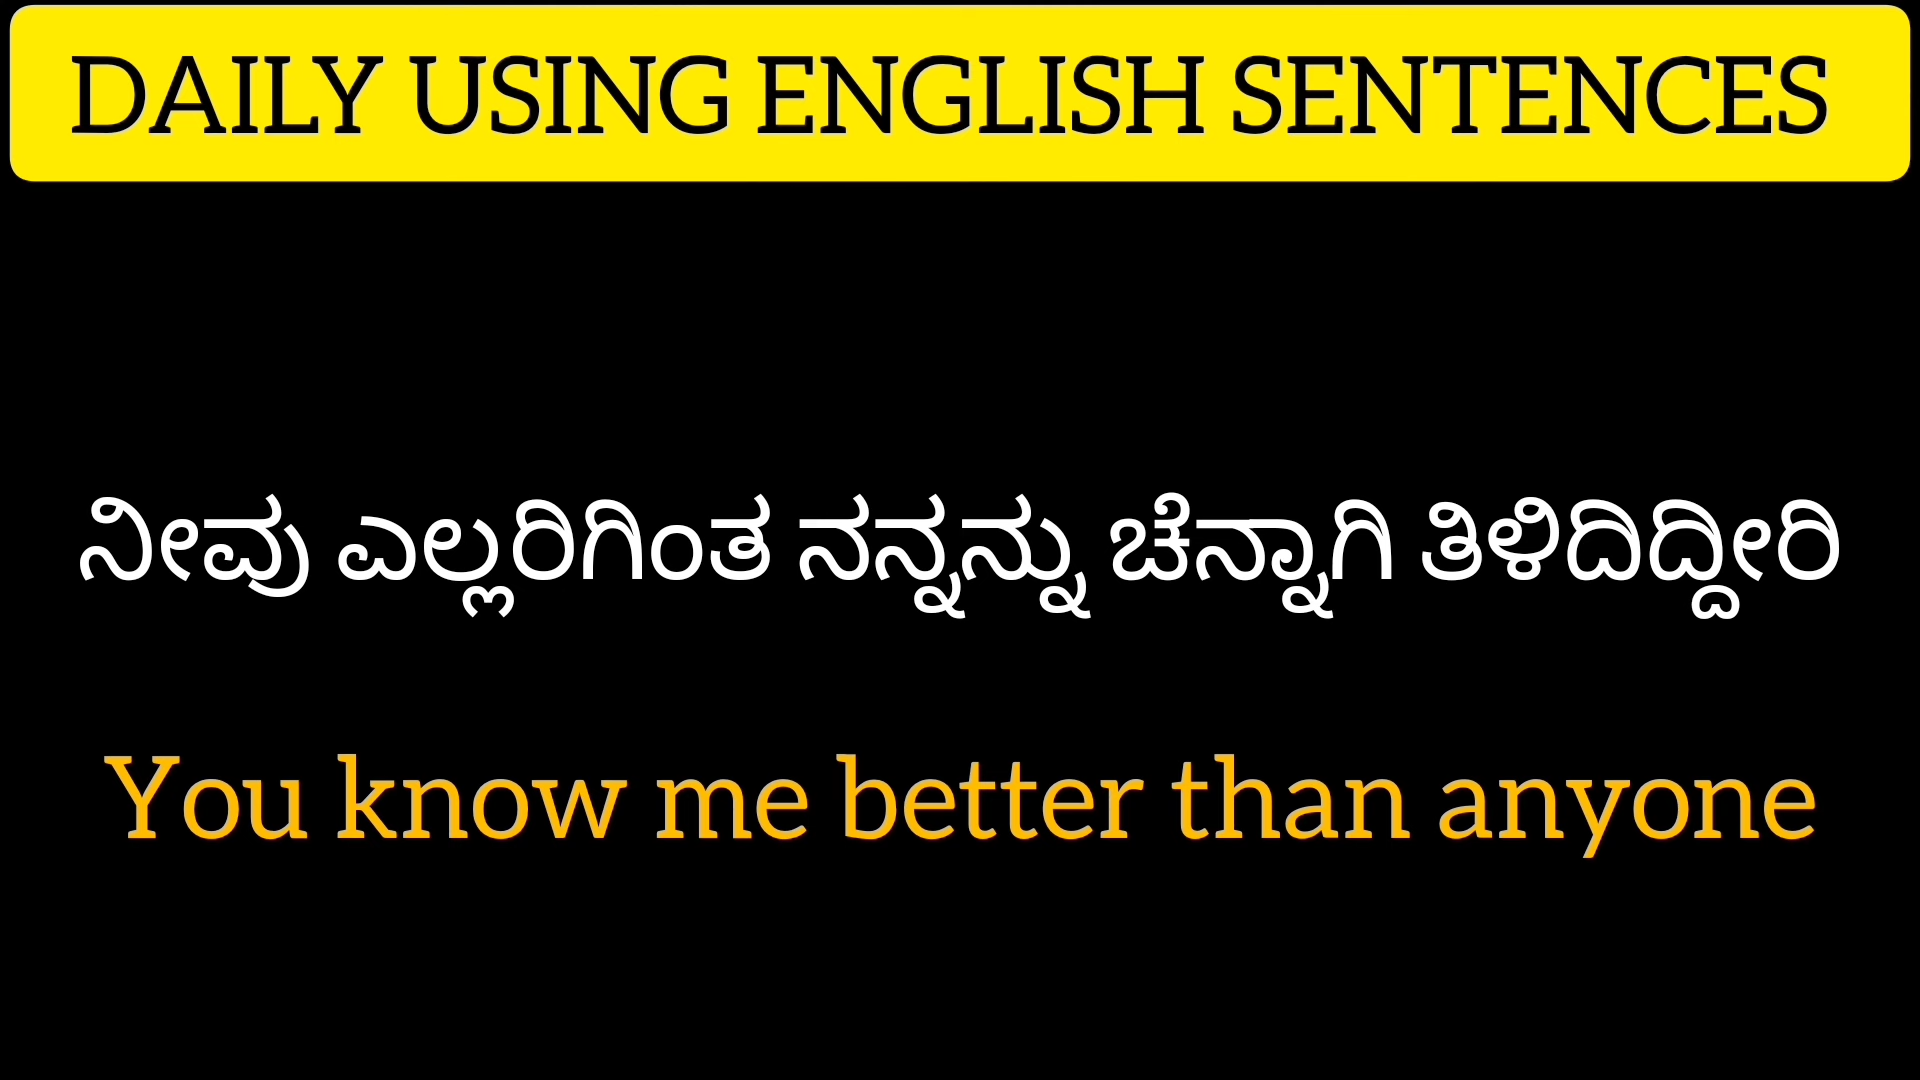 DAILY USING ENGLISH SENTENCES
ನೀವು ಎಲ್ಲರಿಗಿಂತ ನನ್ನನ್ನು ಚೆನ್ನಾಗಿ ತಿಳಿದಿದ್ದೀರಿ
You know me better than anyone